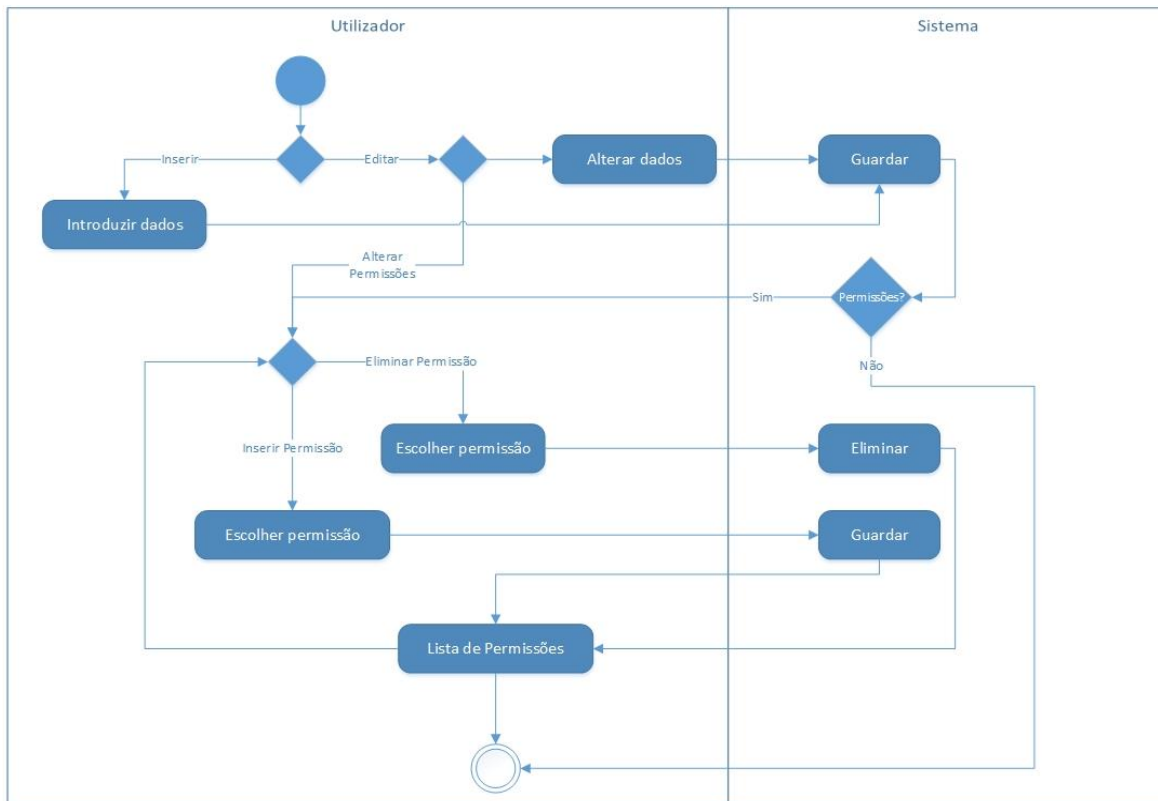 Utilizador
Sistema
Inserir
Editar
Alterar dados
Guardar
Introduzir dados
Alterar
Permissões
Sim
Permissões?
Eliminar Permissão
Não
Inserir Permissão
Escolher permissão
Eliminar
Escolher permissão
Guardar
Lista de Permissões